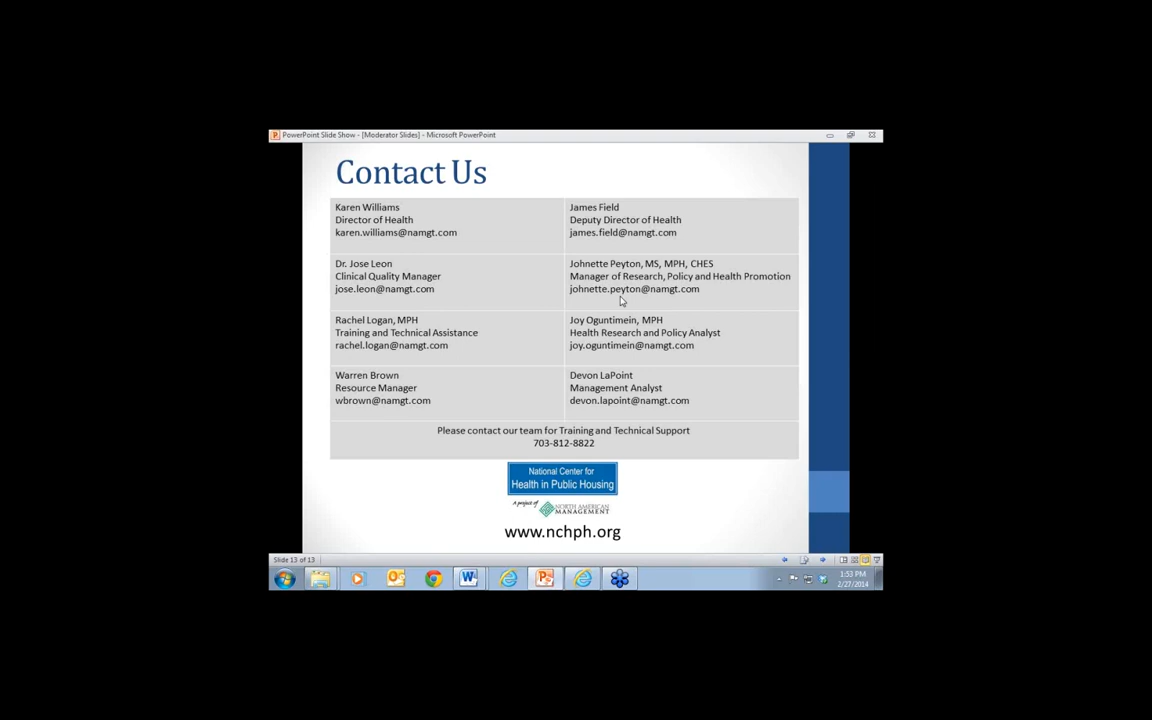 PowerPoint Slide Show - [Moderator Slides] - Microsoft PowerPoint
Contact Us
Karen Williams
Director of Health
karen.williams@namgt.com
James Field
Deputy Director of Health
james.field@namgt.com
Dr. Jose Leon
Clinical Quality Manager
jose.leon@namgt.com
Johnette Peyton, MS, MPH, CHES
Manager of Research, Policy and Health Promotion
johnette.peyton@namgt.com
Rachel Logan, MPH
Training and Technical Assistance
rachel.logan@namgt.com
Joy Oguntimein, MPH
Health Research and Policy Analyst
joy.oguntimein@namgt.com
Warren Brown
Resource Manager
wbrown@namgt.com
Devon LaPoint
Management Analyst
devon.lapoint@namgt.com
Please contact our team for Training and Technical Support
703-812-8822
National Center for
Health in Public Housing
A project of
NORTH AMERICAN
MANAGEMENT
www.nchph.org
Slide 13 of 13
1:53 PM
2/27/2014